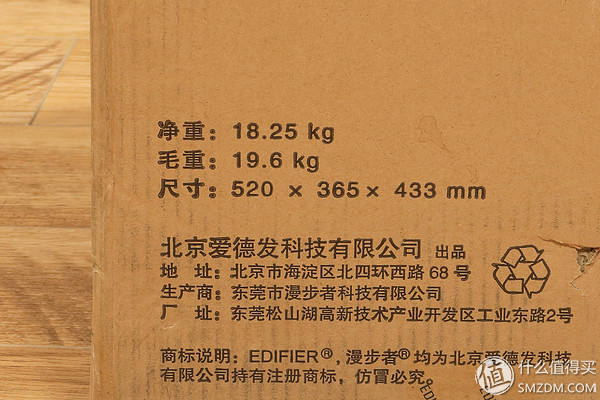 净重：18.25 kg
毛重：19.6 kg
尺寸：520 × 365 × 433 mm
北京爱德发科技有限公司 出品
地 址：北京市海淀区北四环西路 68 号
生产商：东莞市漫步者科技有限公司
厂 址：东莞松山湖高新技术产业开发区工业东路2号
商标说明：EDIFIER®，漫步者®均为北京爱德发科技
有限公司持有注册商标，仿冒必究。
值 什么值得买
SMZDM.COM